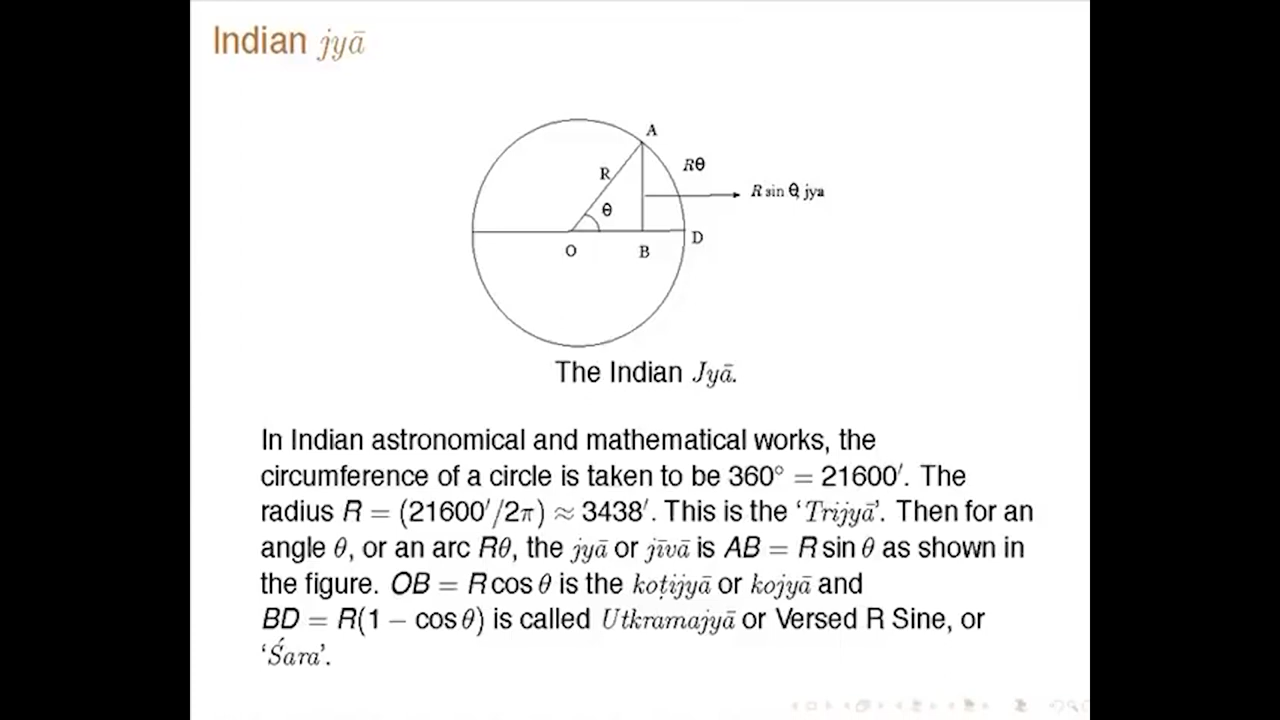 Indian jyā
A
Rθ
R
R sin θ, jya
θ
O
B
D
The Indian Jyā.
In Indian astronomical and mathematical works, the
circumference of a circle is taken to be 360° = 21600′. The
radius R = (21600′/2π) ≈ 3438′. This is the ‘Trijyā’. Then for an
angle θ, or an arc Rθ, the jyā or jīvā is AB = R sin θ as shown in
the figure. OB = R cos θ is the koṭijyā or kojyā and
BD = R(1 − cos θ) is called Utkramajyā or Versed R Sine, or
‘Śara’.